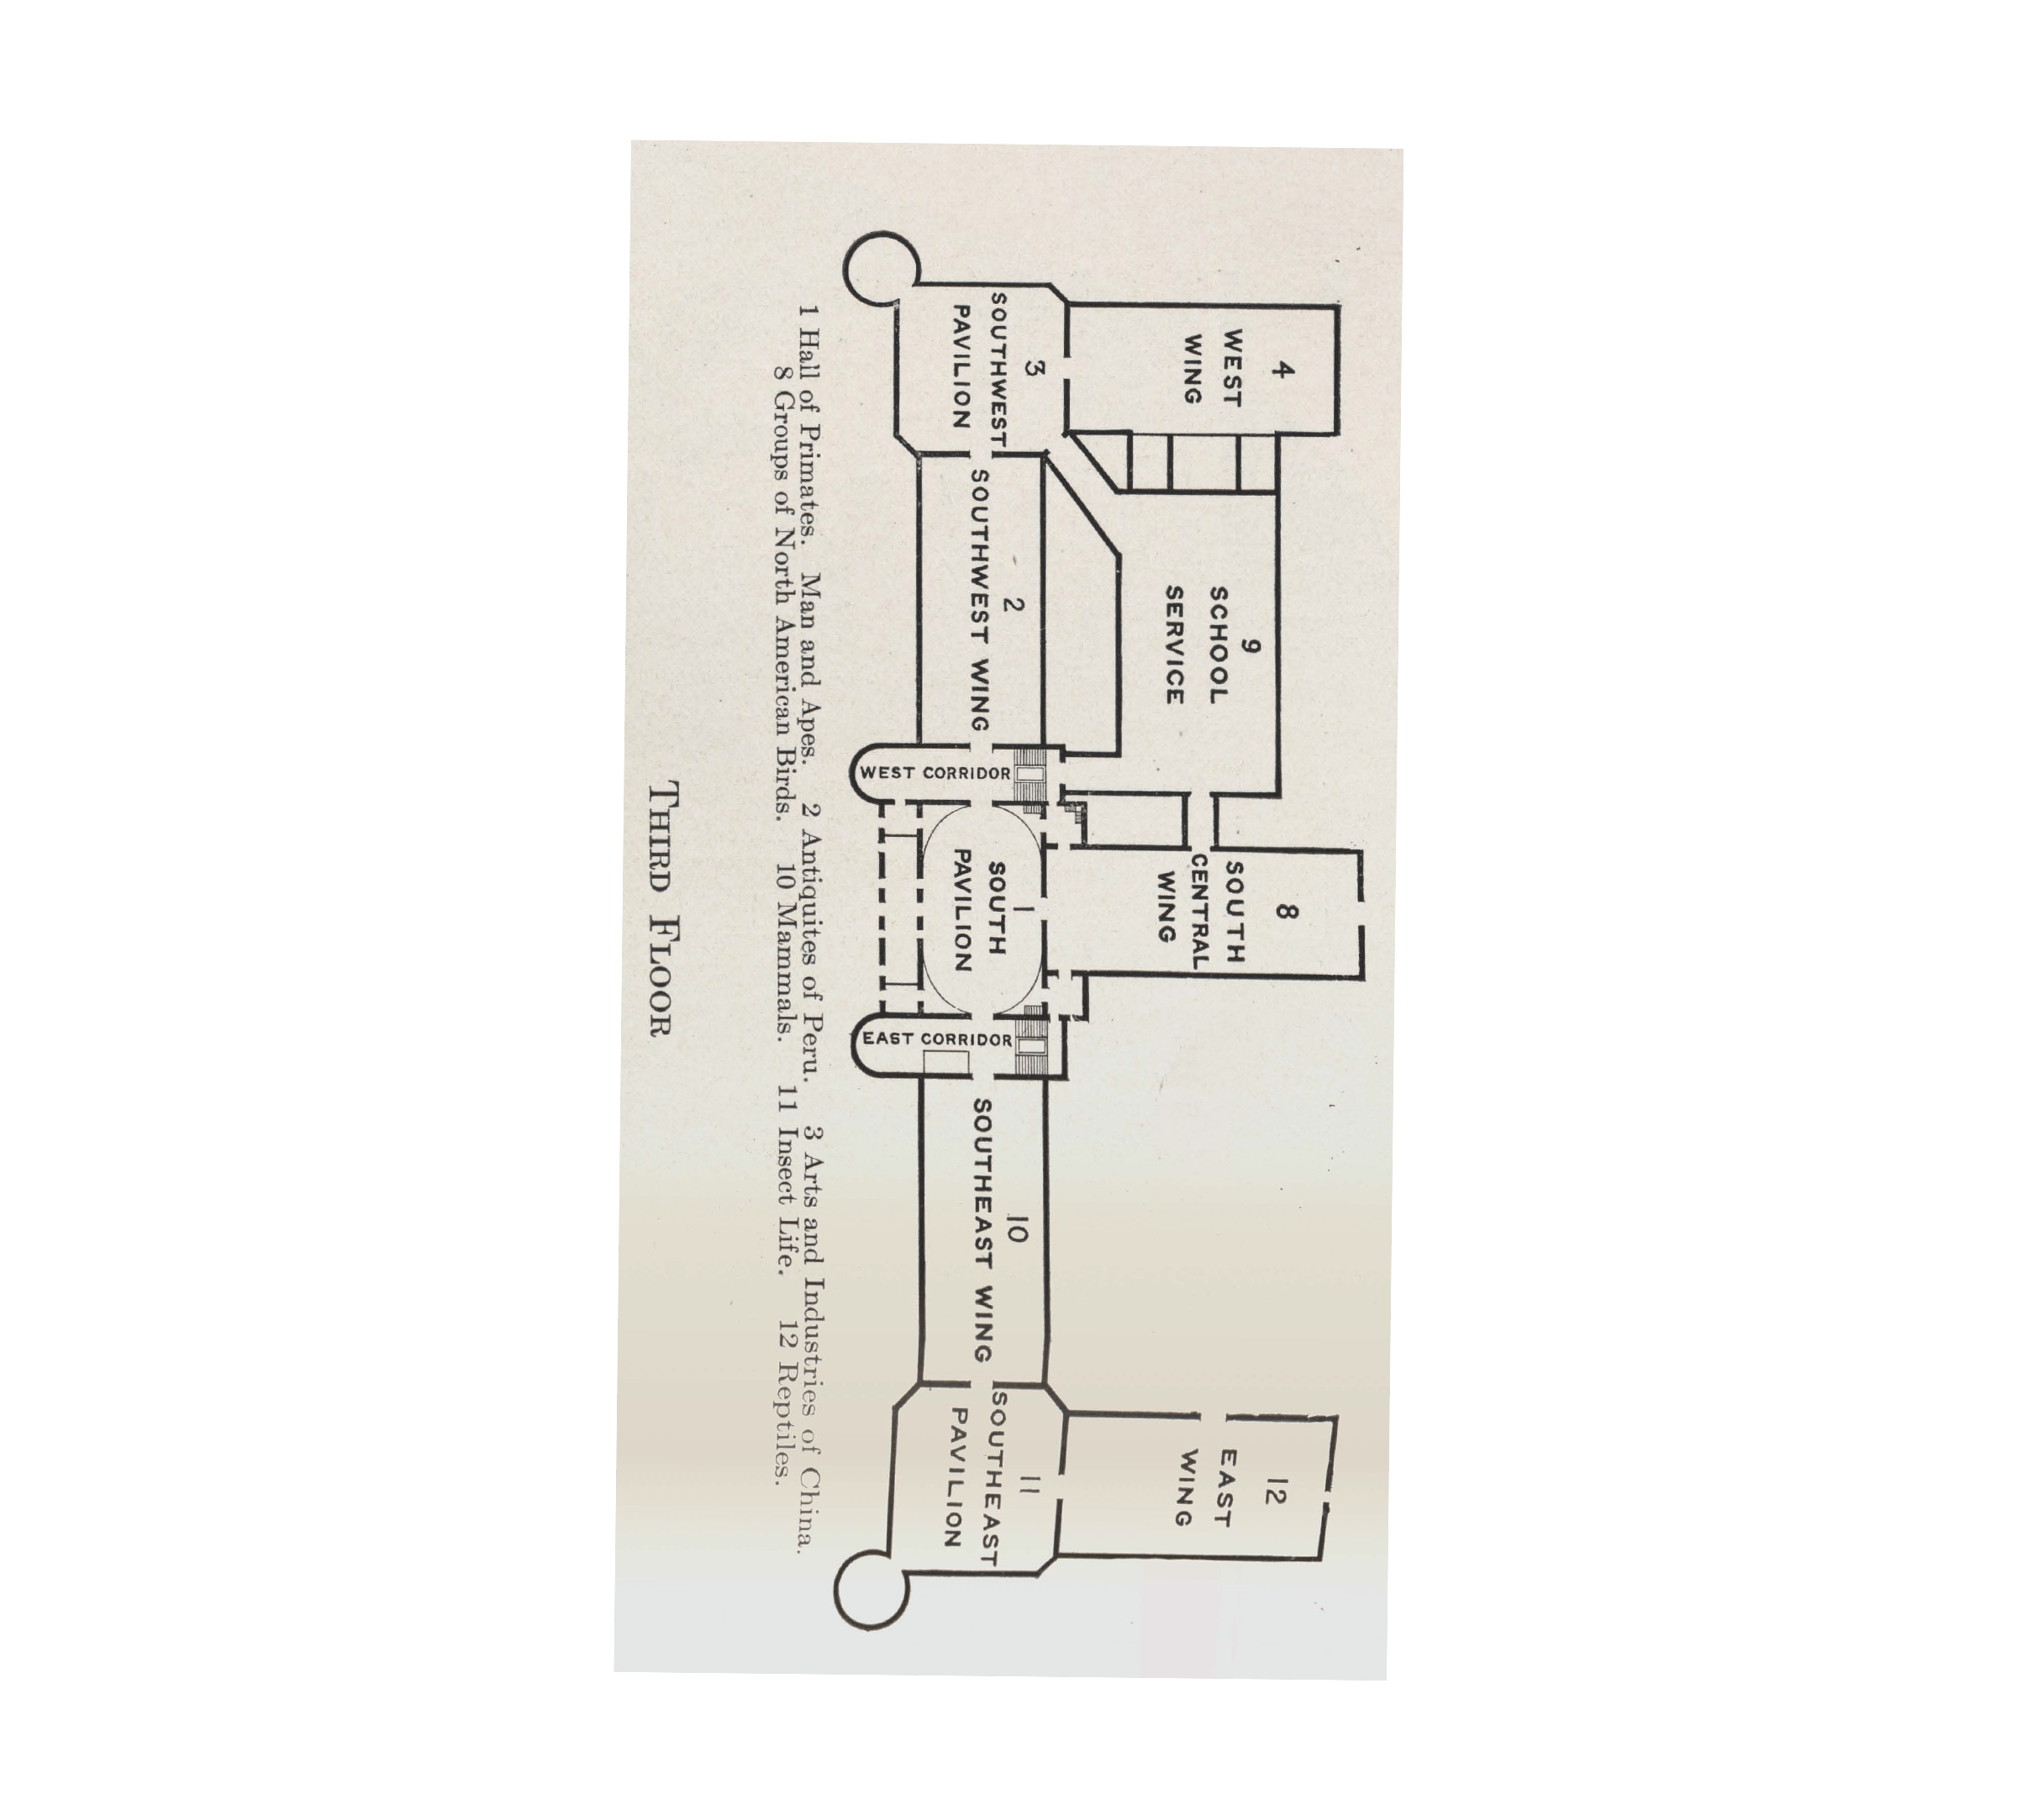 4
WEST
WING
9
SCHOOL
SERVICE
8
SOUTH
CENTRAL
WING
12
EAST
WING
3
SOUTHWEST
PAVILION
2
SOUTHWEST WING
WEST CORRIDOR
1
SOUTH
PAVILION
EAST CORRIDOR
10
SOUTHEAST WING
11
SOUTHEAST
PAVILION
1 Hall of Primates. Man and Apes. 2 Antiquites of Peru. 3 Arts and Industries of China.
8 Groups of North American Birds. 10 Mammals. 11 Insect Life. 12 Reptiles.
THIRD FLOOR